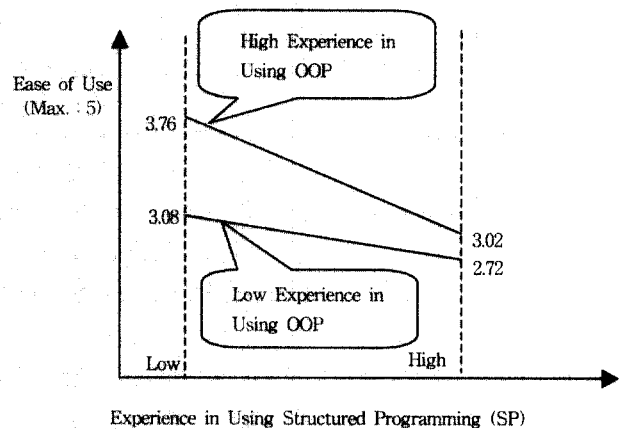 High Experience in
Using OOP
Ease of Use
(Max. : 5)
3.76
3.08
3.02
2.72
Low Experience in
Using OOP
Low
High
Experience in Using Structured Programming (SP)